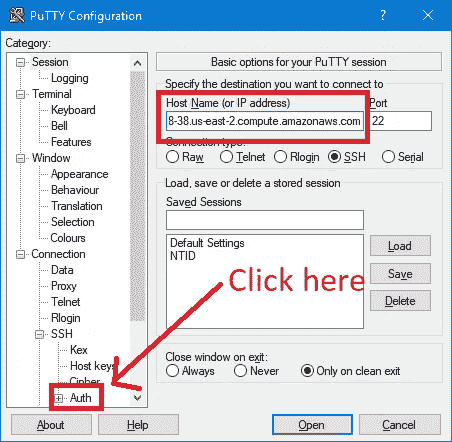 PuTTY Configuration
Category:
Session
Logging
Terminal
Keyboard
Bell
Features
Window
Appearance
Behaviour
Translation
Selection
Colours
Connection
Data
Proxy
Telnet
Rlogin
SSH
Kex
Host keys
Cipher
Auth
Basic options for your PuTTY session
Specify the destination you want to connect to
Host Name (or IP address) Port
8-38.us-east-2.compute.amazonaws.com 22
Connection type:
Raw Telnet Rlogin SSH Serial
Load, save or delete a stored session
Saved Sessions
Default Settings
NTID
Load
Save
Delete
Click here
Close window on exit:
Always Never Only on clean exit
About Help Open Cancel